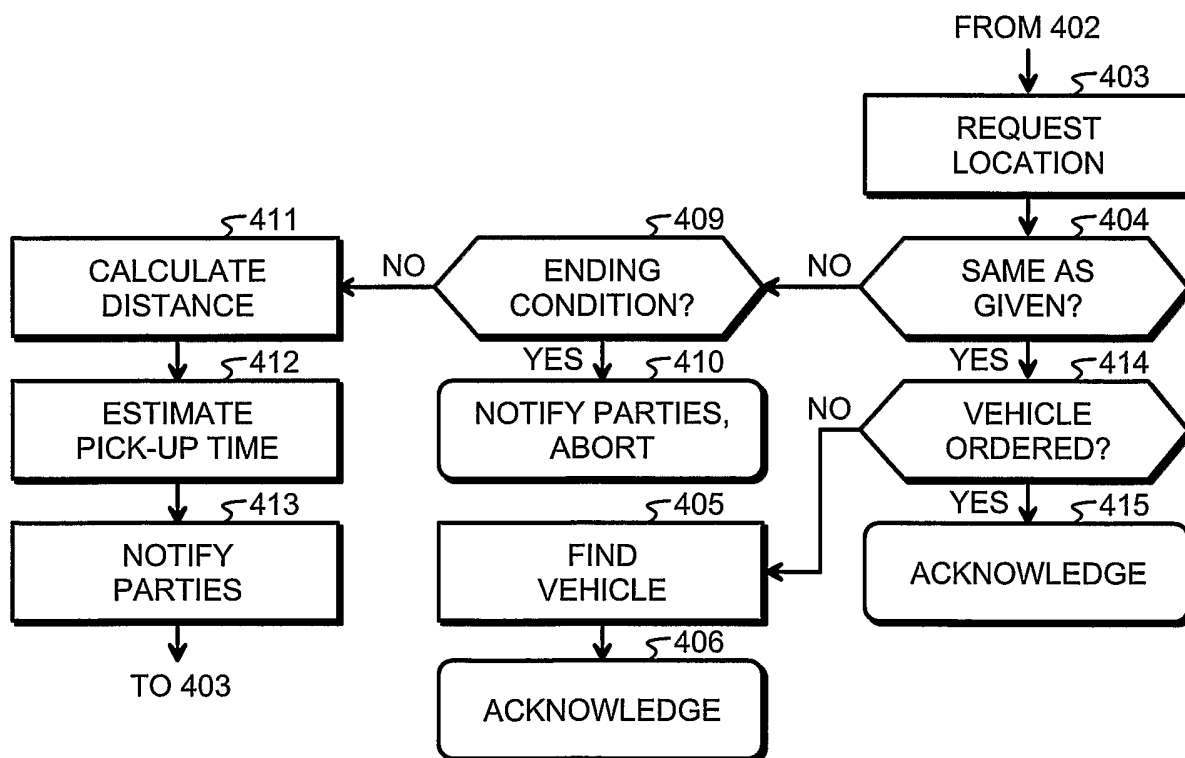 FROM 402
403
REQUEST
LOCATION
404
SAME AS
GIVEN?
NO
YES
409
ENDING
CONDITION?
NO
YES
411
CALCULATE
DISTANCE
412
ESTIMATE
PICK-UP TIME
413
NOTIFY
PARTIES
TO 403
410
NOTIFY PARTIES,
ABORT
414
VEHICLE
ORDERED?
NO
YES
405
FIND
VEHICLE
406
ACKNOWLEDGE
415
ACKNOWLEDGE